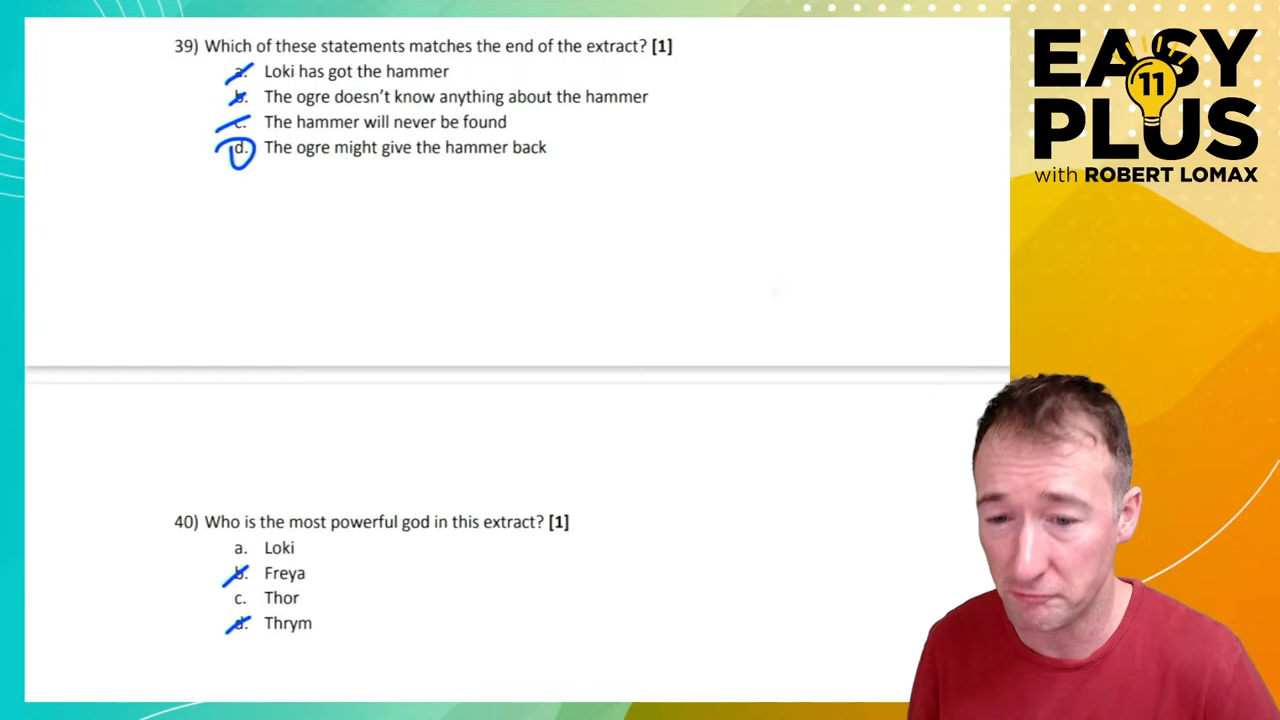 39) Which of these statements matches the end of the extract? [1]
a. Loki has got the hammer
b. The ogre doesn't know anything about the hammer
c. The hammer will never be found
d. The ogre might give the hammer back
40) Who is the most powerful god in this extract? [1]
a. Loki
b. Freya
c. Thor
d. Thrym
EASY
11
PLUS
with ROBERT LOMAX